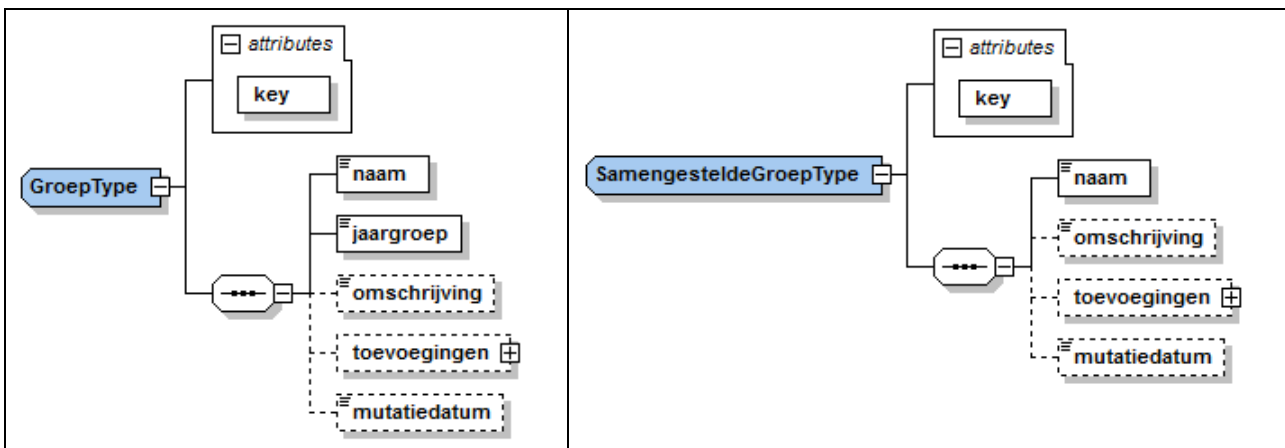 attributes
key
GroepType
naam
jaargroep
omschrijving
toevoegingen
mutatiedatum
attributes
key
SamengesteldeGroepType
naam
omschrijving
toevoegingen
mutatiedatum